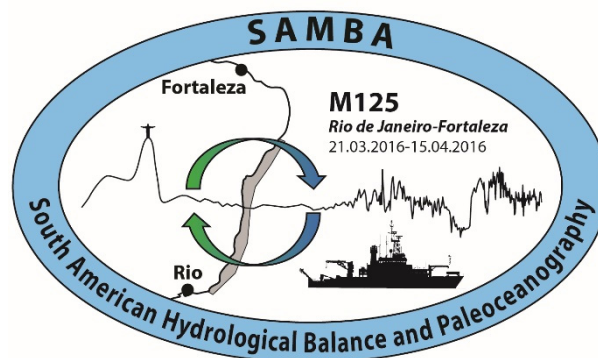 SAMBA
Fortaleza
M125
Rio de Janeiro-Fortaleza
21.03.2016-15.04.2016
Rio
South American Hydrological Balance and Paleoceanography